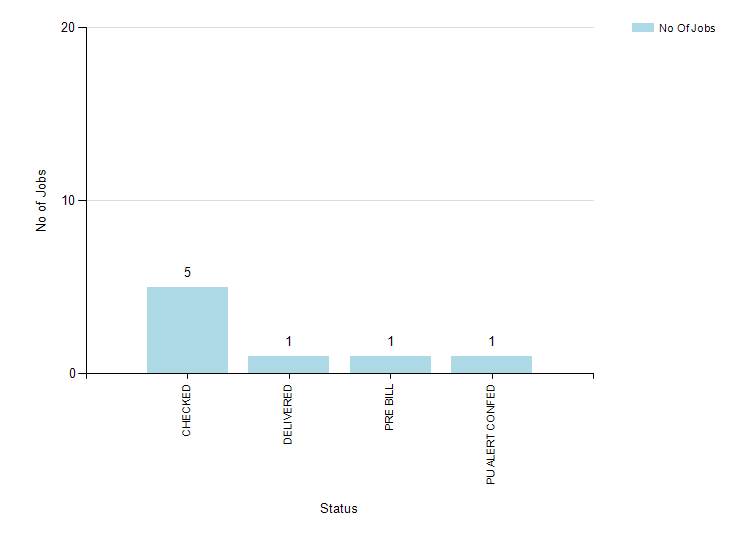 20
No Of Jobs
No of Jobs
10
5
1
1
1
0
CHECKED
DELIVERED
PRE BILL
PU ALERT CONFED
Status